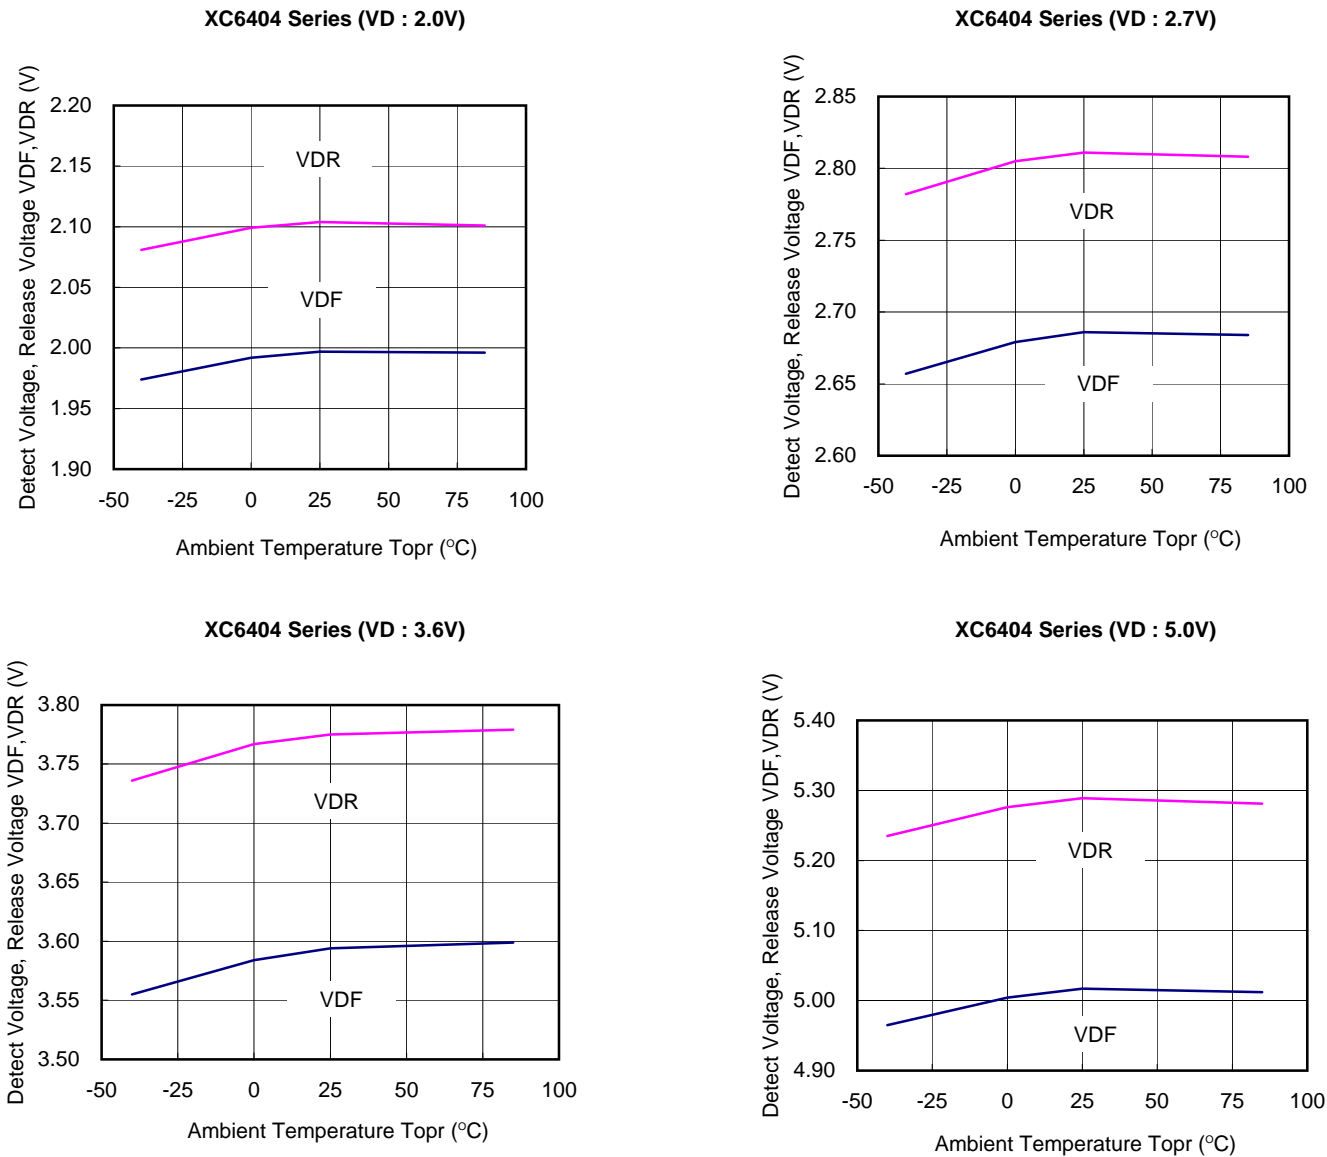 XC6404 Series (VD : 2.0V)
Detect Voltage, Release Voltage VDF,VDR (V)
2.20
2.15
2.10
2.05
2.00
1.95
1.90
VDR
VDF
-50 -25 0 25 50 75 100
Ambient Temperature Topr (°C)
XC6404 Series (VD : 2.7V)
Detect Voltage, Release Voltage VDF,VDR (V)
2.85
2.80
2.75
2.70
2.65
2.60
VDR
VDF
-50 -25 0 25 50 75 100
Ambient Temperature Topr (°C)
XC6404 Series (VD : 3.6V)
Detect Voltage, Release Voltage VDF,VDR (V)
3.80
3.75
3.70
3.65
3.60
3.55
3.50
VDR
VDF
-50 -25 0 25 50 75 100
Ambient Temperature Topr (°C)
XC6404 Series (VD : 5.0V)
Detect Voltage, Release Voltage VDF,VDR (V)
5.40
5.30
5.20
5.10
5.00
4.90
VDR
VDF
-50 -25 0 25 50 75 100
Ambient Temperature Topr (°C)